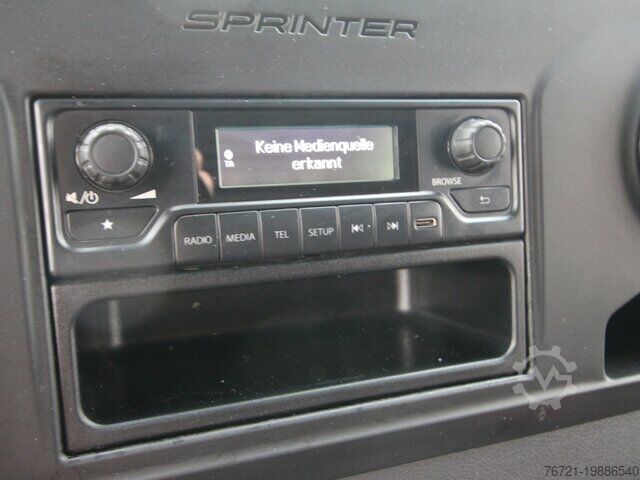 SPRINTER
Keine Medienquelle
erkannt
BROWSE
RADIO MEDIA TEL SETUP
76721-19886540